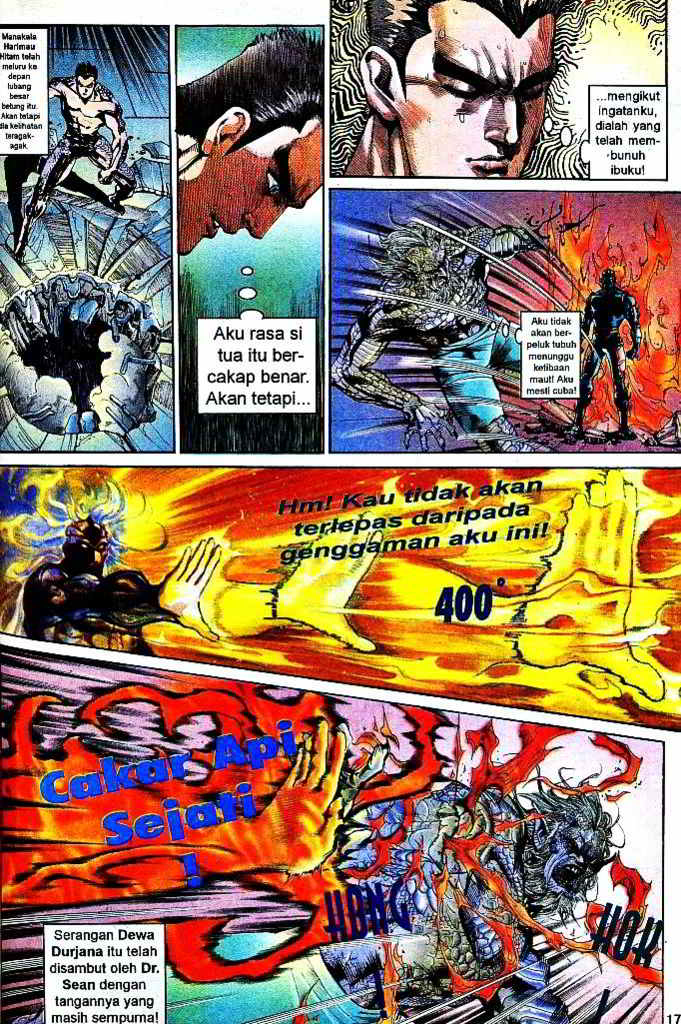 Manakala
Harimau
Hitam telah
meluru ke
depan
lubang
besar
betung itu.
Akan tetapi
dia kelihatan
teragak-
agak.
Aku rasa si
tua itu ber-
cakap benar.
Akan tetapi...
...mengikut
ingatanku,
dialah yang
telah mem-
bunuh
ibuku!
Aku tidak
akan ber-
peluk tubuh
menunggu
ketibaan
maut! Aku
mesti cuba!
Hm! Kau tidak akan
terlepas daripada
genggaman aku ini!
400°
Cakar Api
Sejati
!
HBNG
!
HOK
!
Serangan Dewa
Durjana itu telah
disambut oleh Dr.
Sean dengan
tangannya yang
masih sempurna!
17